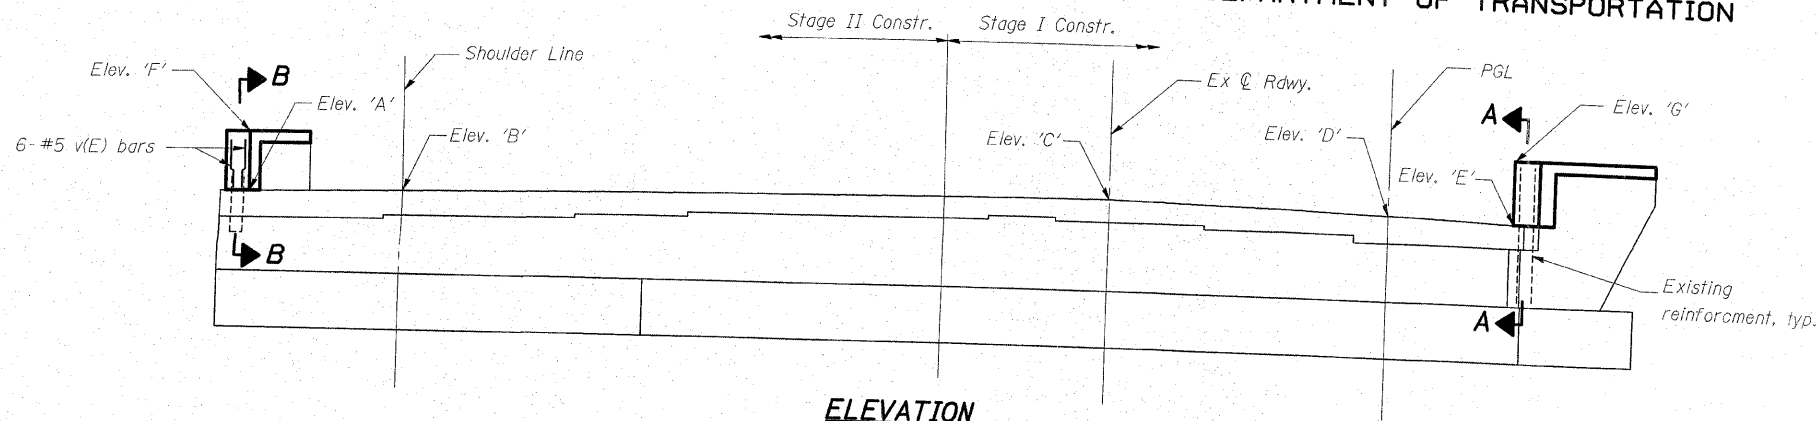 DEPARTMENT OF TRANSPORTATION
Stage II Constr.
Stage I Constr.
Shoulder Line
Elev. 'F'
B
Elev. 'A'
6-#5 v(E) bars
Elev. 'B'
B
Ex ℄ Rdwy.
PGL
Elev. 'C'
Elev. 'D'
A
Elev. 'G'
Elev. 'E'
A
Existing
reinforcment, typ.
ELEVATION